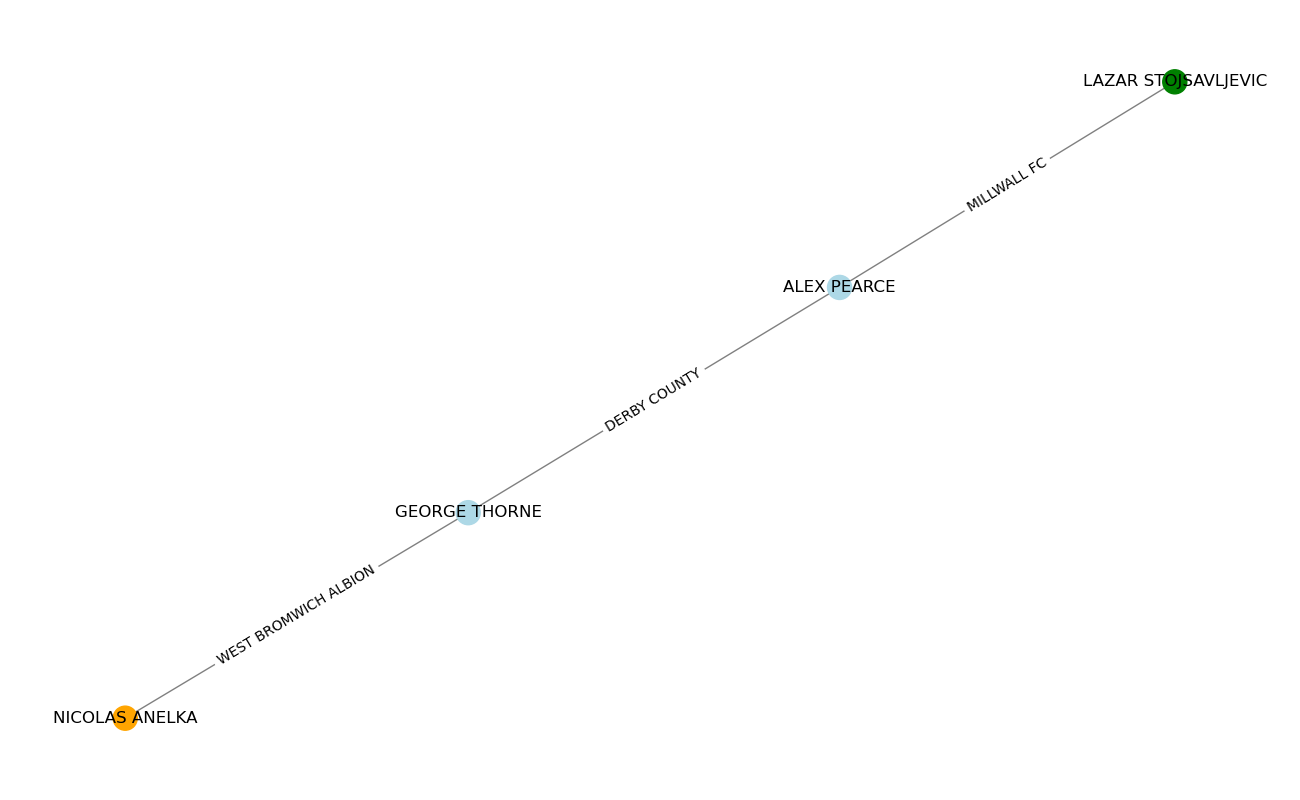 LAZAR STOJSAVLJEVIC
MILLWALL FC
ALEX PEARCE
DERBY COUNTY
GEORGE THORNE
WEST BROMWICH ALBION
NICOLAS ANELKA